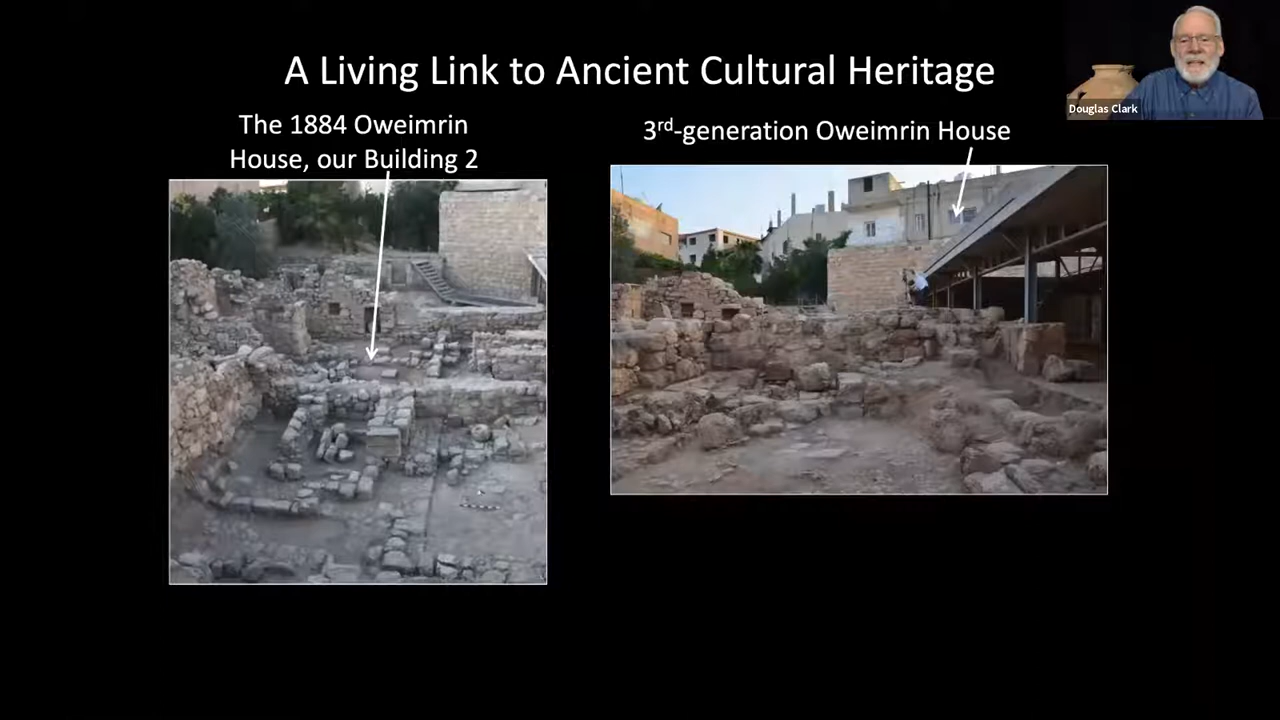 A Living Link to Ancient Cultural Heritage
Douglas Clark
The 1884 Oweimrin
House, our Building 2
3rd-generation Oweimrin House